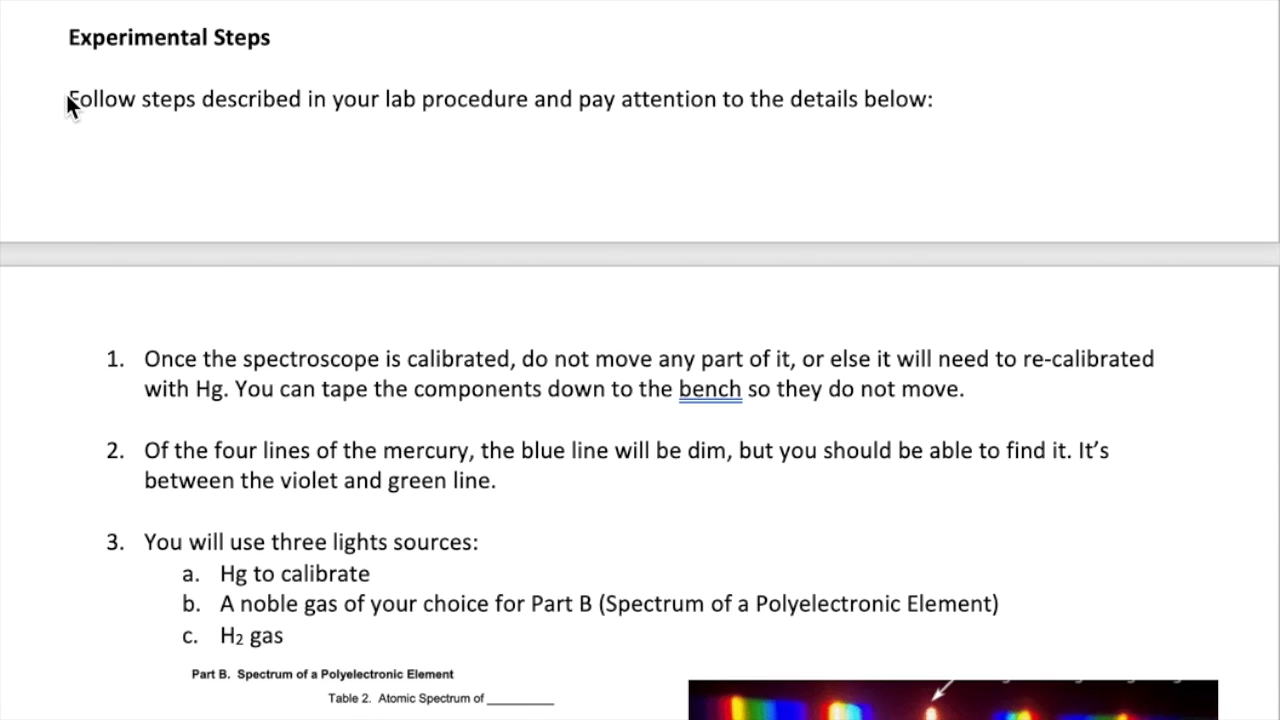 Experimental Steps
Follow steps described in your lab procedure and pay attention to the details below:
1. Once the spectroscope is calibrated, do not move any part of it, or else it will need to re-calibrated
with Hg. You can tape the components down to the bench so they do not move.
2. Of the four lines of the mercury, the blue line will be dim, but you should be able to find it. It’s
between the violet and green line.
3. You will use three lights sources:
a. Hg to calibrate
b. A noble gas of your choice for Part B (Spectrum of a Polyelectronic Element)
c. H₂ gas
Part B. Spectrum of a Polyelectronic Element
Table 2. Atomic Spectrum of __________